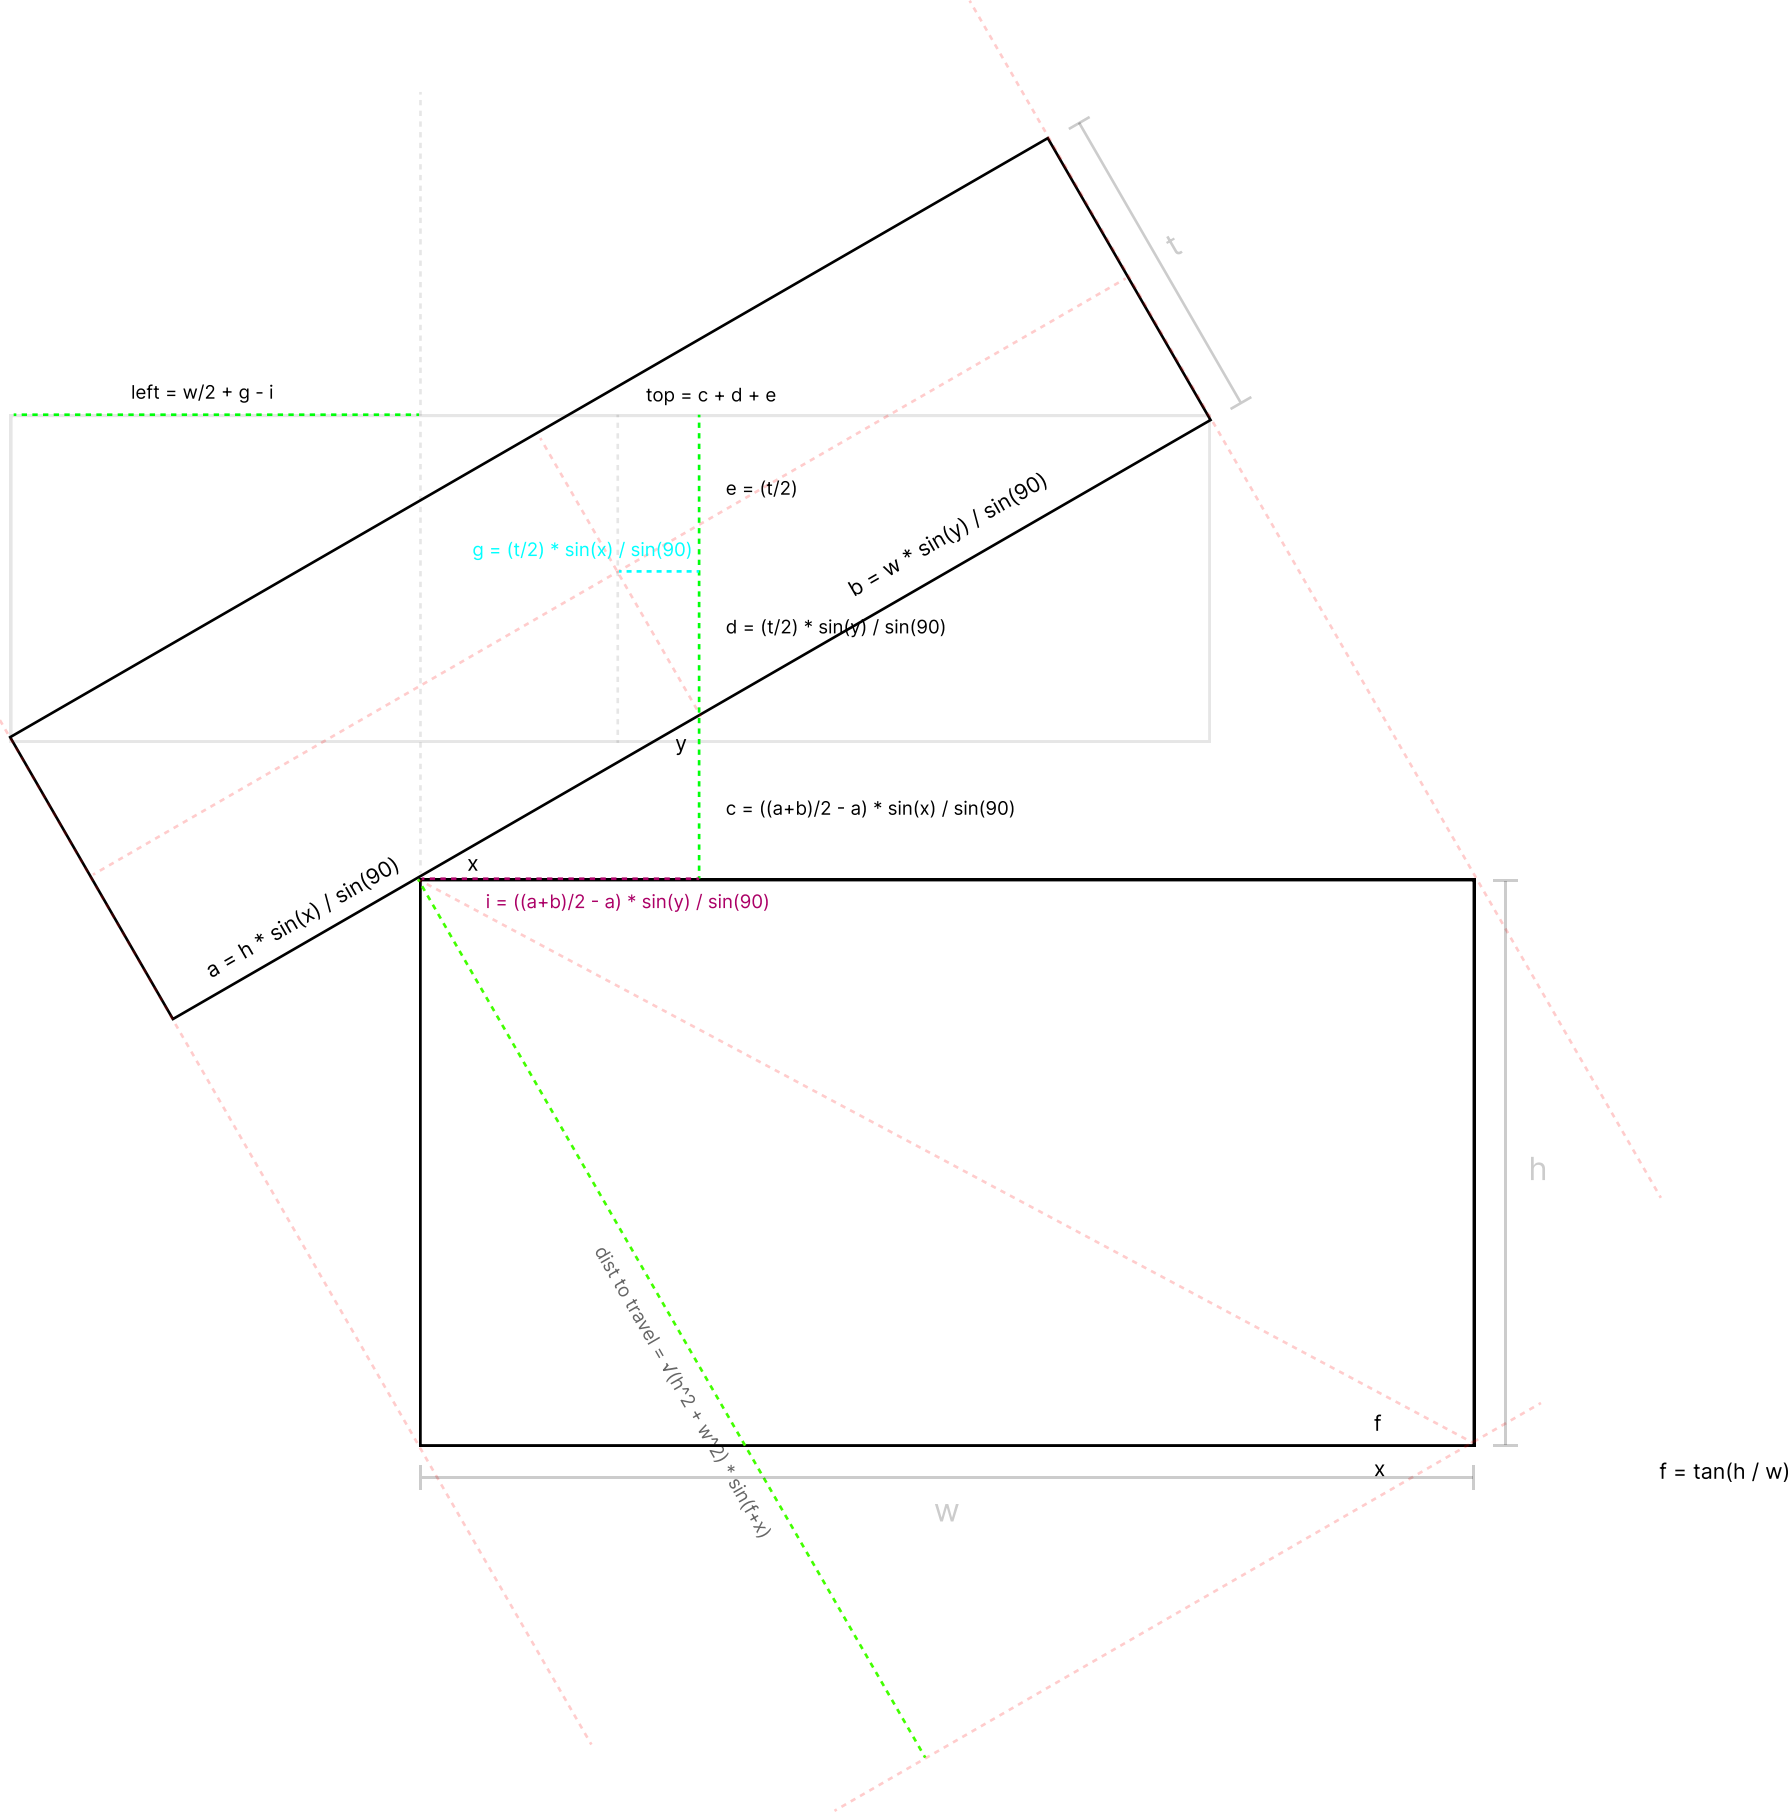 t
left = w/2 + g - i
top = c + d + e
e = (t/2)
b = w * sin(y) / sin(90)
g = (t/2) * sin(x) / sin(90)
d = (t/2) * sin(y) / sin(90)
y
c = ((a+b)/2 - a) * sin(x) / sin(90)
x
a = h * sin(x) / sin(90)
i = ((a+b)/2 - a) * sin(y) / sin(90)
h
dist to travel = √(h^2 + w^2) * sin(f+x)
f
x
f = tan(h / w)
w